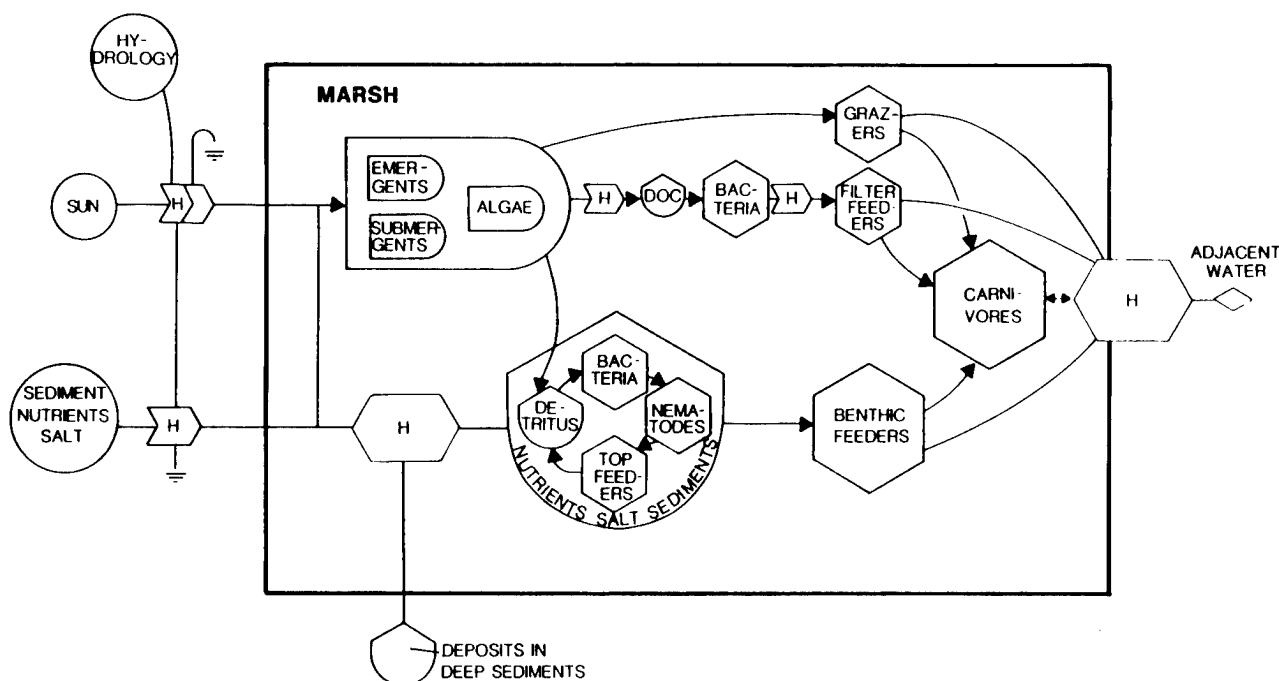 HY-
DROLOGY
MARSH
SUN
H
EMER-
GENTS
SUBMER-
GENTS
ALGAE
H
DOC
BAC-
TERIA
H
GRAZ-
ERS
FILTER
FEED-
ERS
CARNI-
VORES
H
ADJACENT
WATER
SEDIMENT
NUTRIENTS
SALT
H
H
DE-
TRITUS
BAC-
TERIA
NEMA-
TODES
TOP
FEED-
ERS
NUTRIENTS SALT SEDIMENTS
BENTHIC
FEEDERS
DEPOSITS IN
DEEP SEDIMENTS